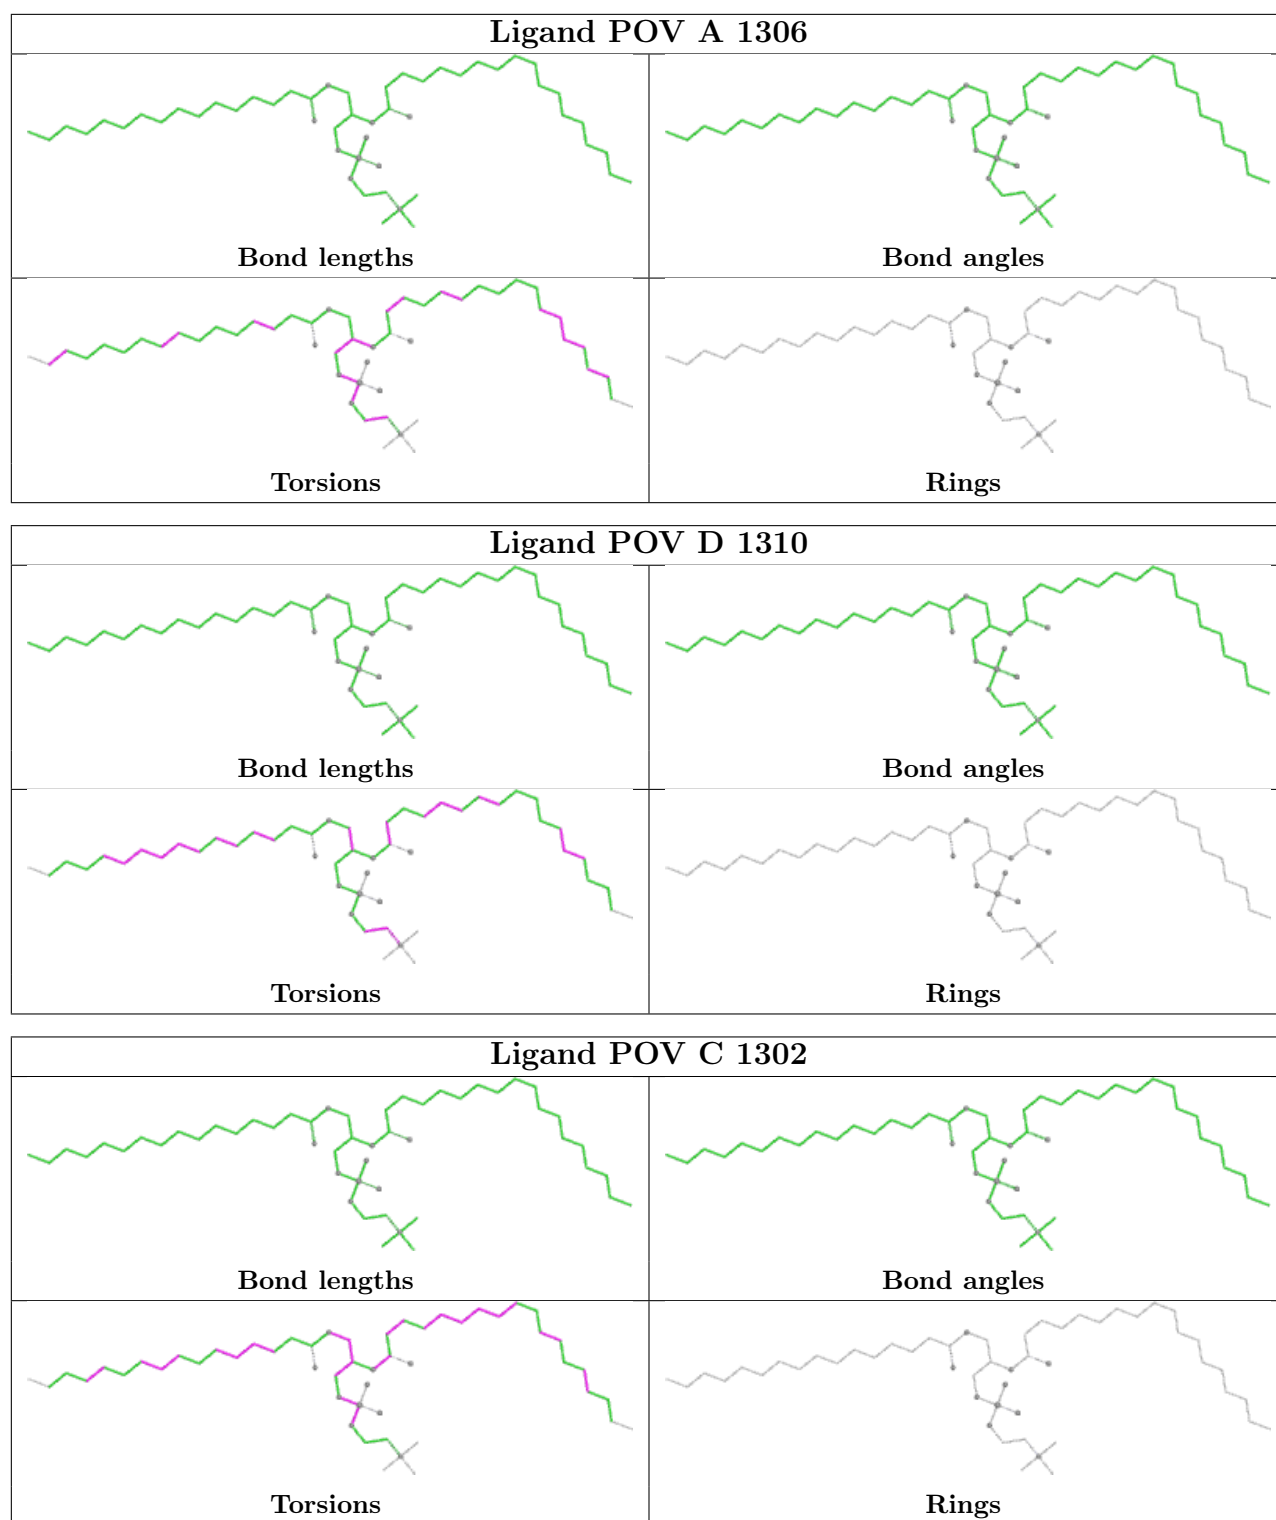 Ligand POV A 1306
Bond lengths
Bond angles
Torsions
Rings
Ligand POV D 1310
Bond lengths
Bond angles
Torsions
Rings
Ligand POV C 1302
Bond lengths
Bond angles
Torsions
Rings